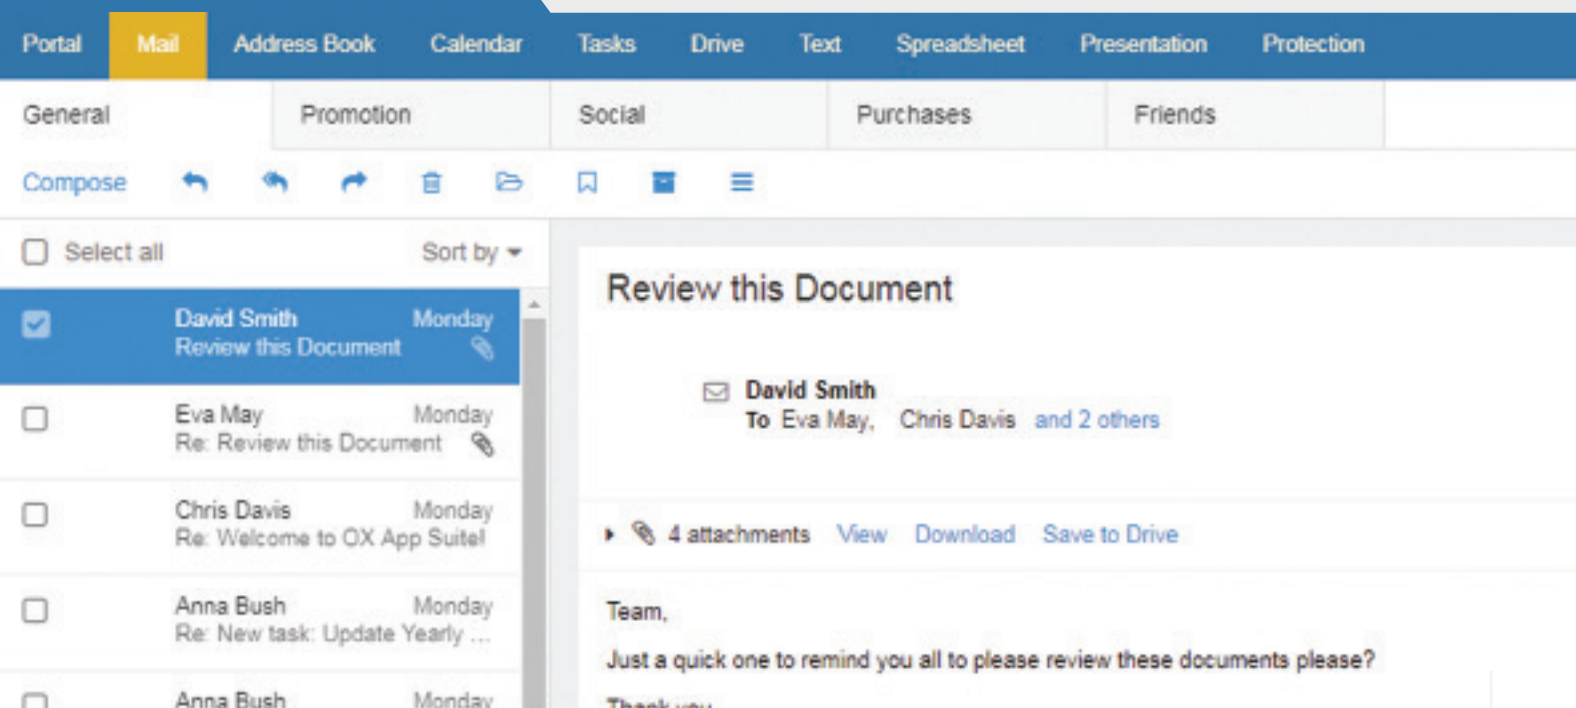 Portal Mail Address Book Calendar Tasks Drive Text Spreadsheet Presentation Protection
General Promotion Social Purchases Friends
Compose
Select all Sort by
David Smith Monday
Review this Document
Eva May Monday
Re: Review this Document
Chris Davis Monday
Re: Welcome to OX App Suite!
Anna Bush Monday
Re: New task: Update Yearly ...
Anna Bush Monday
Review this Document
David Smith
To Eva May, Chris Davis and 2 others
4 attachments View Download Save to Drive
Team,
Just a quick one to remind you all to please review these documents please?
Thank you